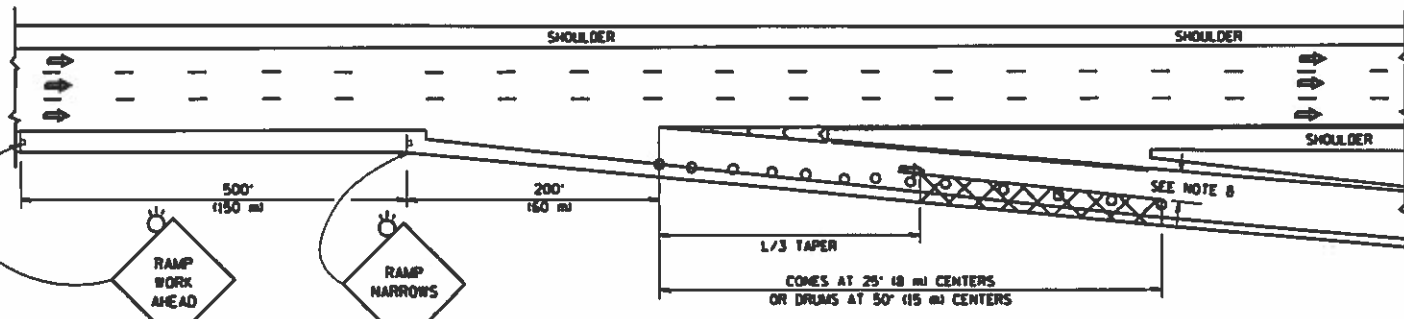 SHOULDER
SHOULDER
SHOULDER
500'
(150 m)
200'
(60 m)
SEE NOTE 8
L/3 TAPER
RAMP
WORK
AHEAD
RAMP
NARROWS
CONES AT 25' (8 m) CENTERS
OR DRUMS AT 50' (15 m) CENTERS